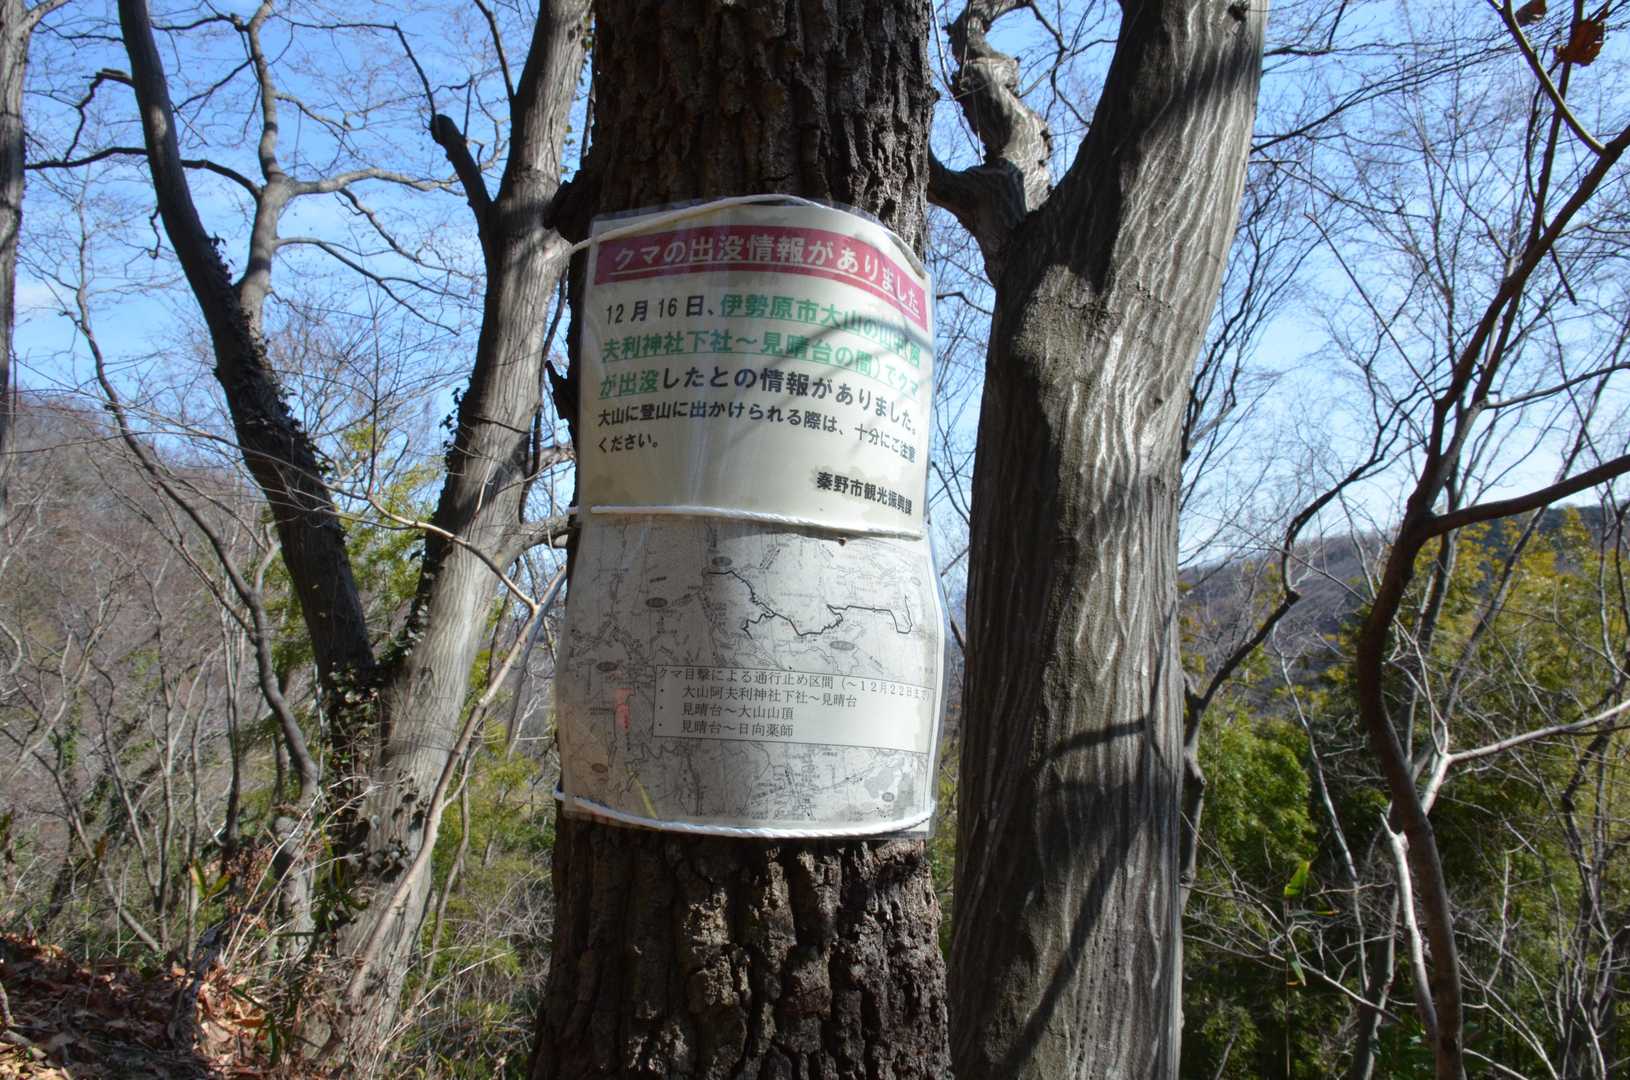 クマの出没情報がありました
12月16日、伊勢原市大山の山中(阿
夫利神社下社～見晴台の間)でクマ
が出没したとの情報がありました。
大山に登山に出かけられる際は、十分にご注意
ください。
秦野市観光振興課
クマ目撃による通行止め区間(～12月22日まで
・ 大山阿夫利神社下社～見晴台
・ 見晴台～大山山頂
・ 見晴台～日向薬師